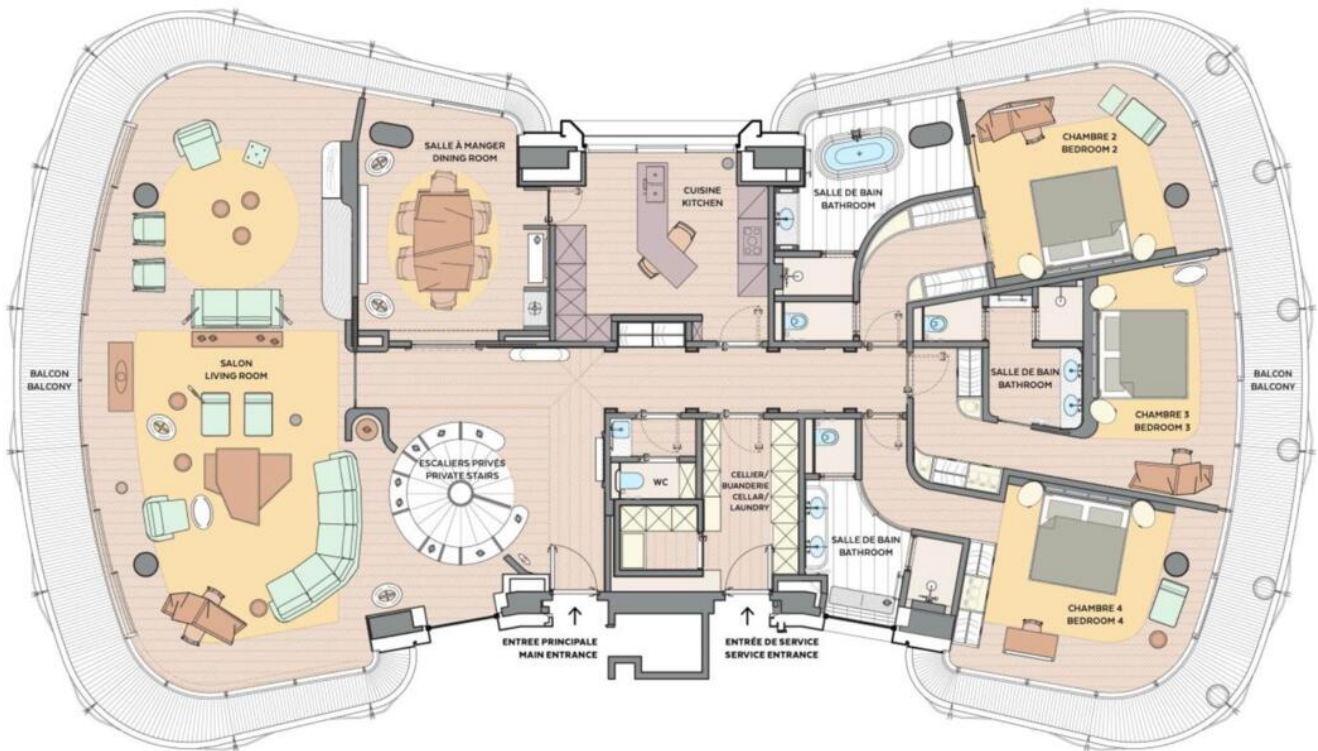 SALLE À MANGER
DINING ROOM
CUISINE
KITCHEN
SALLE DE BAIN
BATHROOM
CHAMBRE 2
BEDROOM 2
BALCON
BALCONY
SALON
LIVING ROOM
SALLE DE BAIN
BATHROOM
CHAMBRE 3
BEDROOM 3
BALCON
BALCONY
ESCALIERS PRIVÉS
PRIVATE STAIRS
WC
CELLIER/
BUANDERIE
CELLAR/
LAUNDRY
SALLE DE BAIN
BATHROOM
CHAMBRE 4
BEDROOM 4
ENTREE PRINCIPALE
MAIN ENTRANCE
ENTRÉE DE SERVICE
SERVICE ENTRANCE